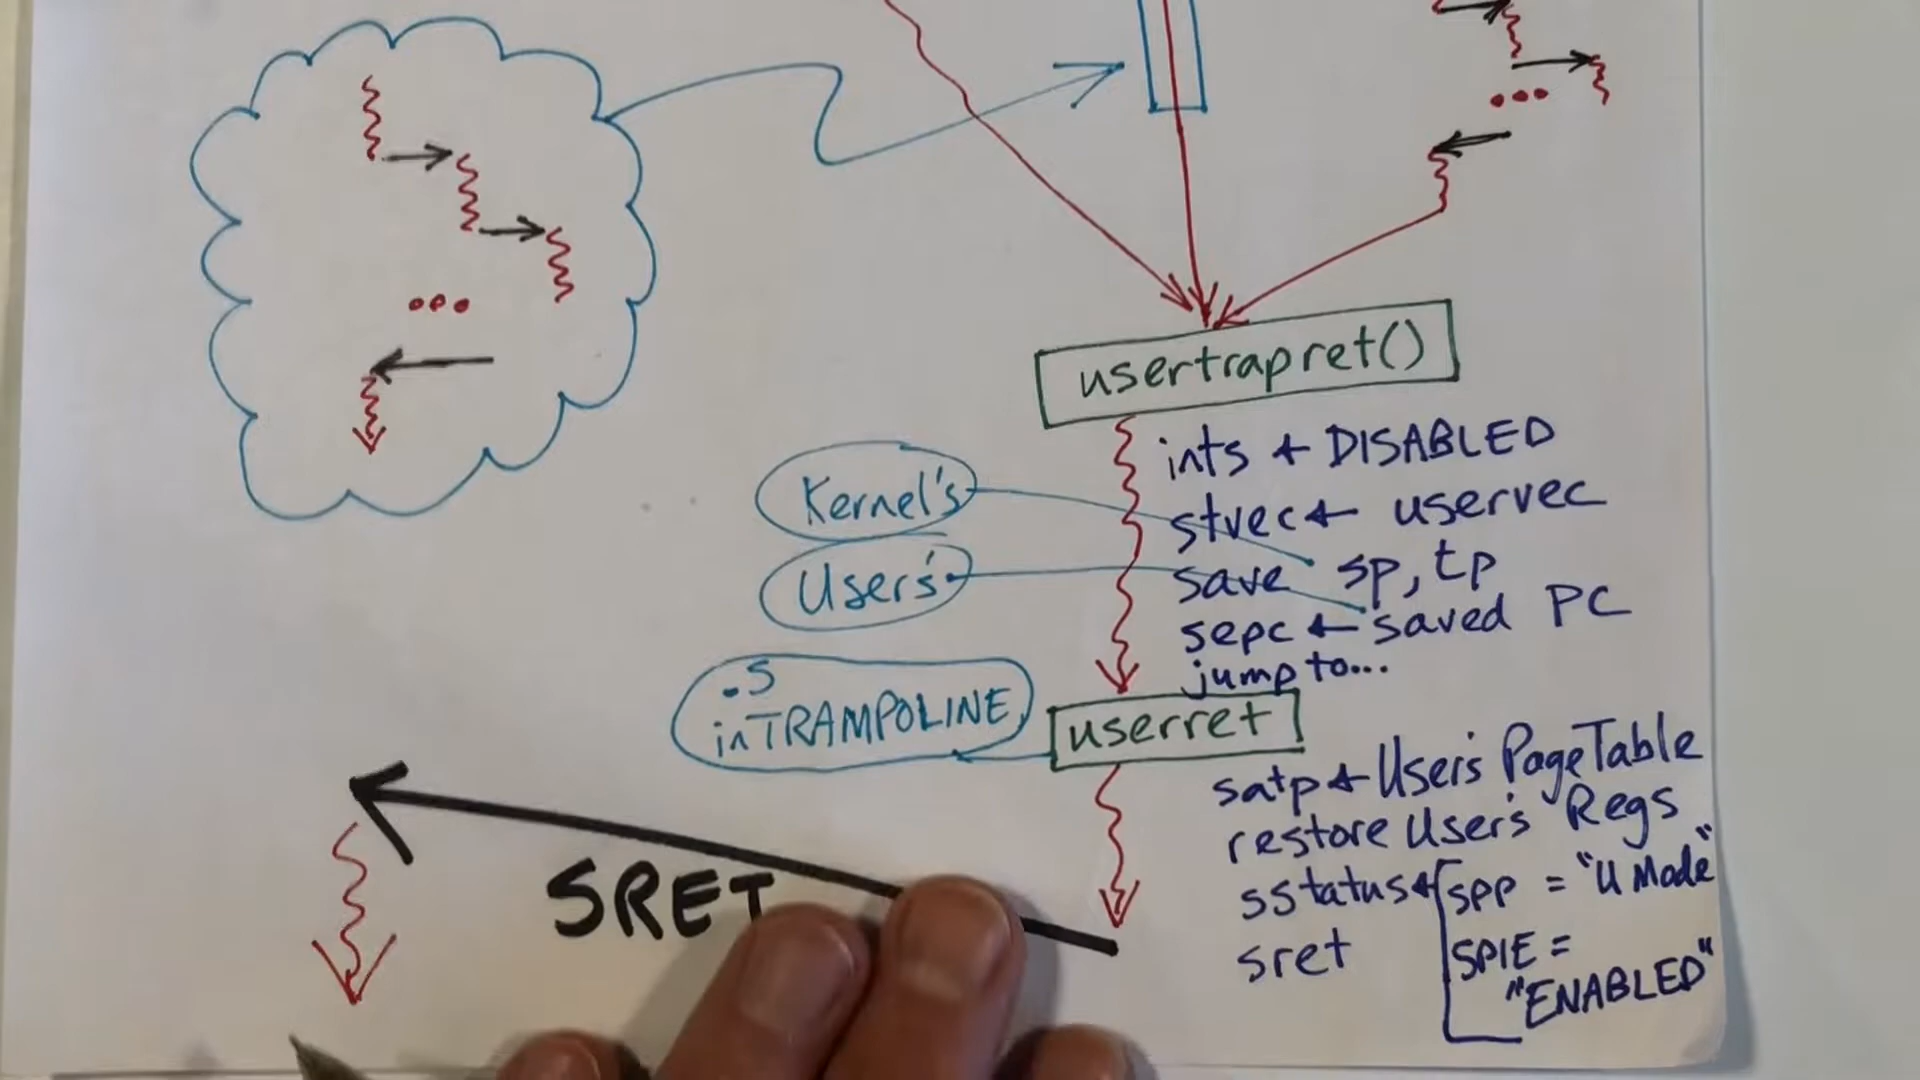 usertrapret()
ints ← DISABLED
Kernel's
stvec ← uservec
save sp, tp
User's
sepc ← saved PC
jump to...
.S
in TRAMPOLINE
userret
satp ← User's PageTable
restore User's Regs
sstatus ← SPP = "U Mode"
SRET
sret
SPIE =
"ENABLED"